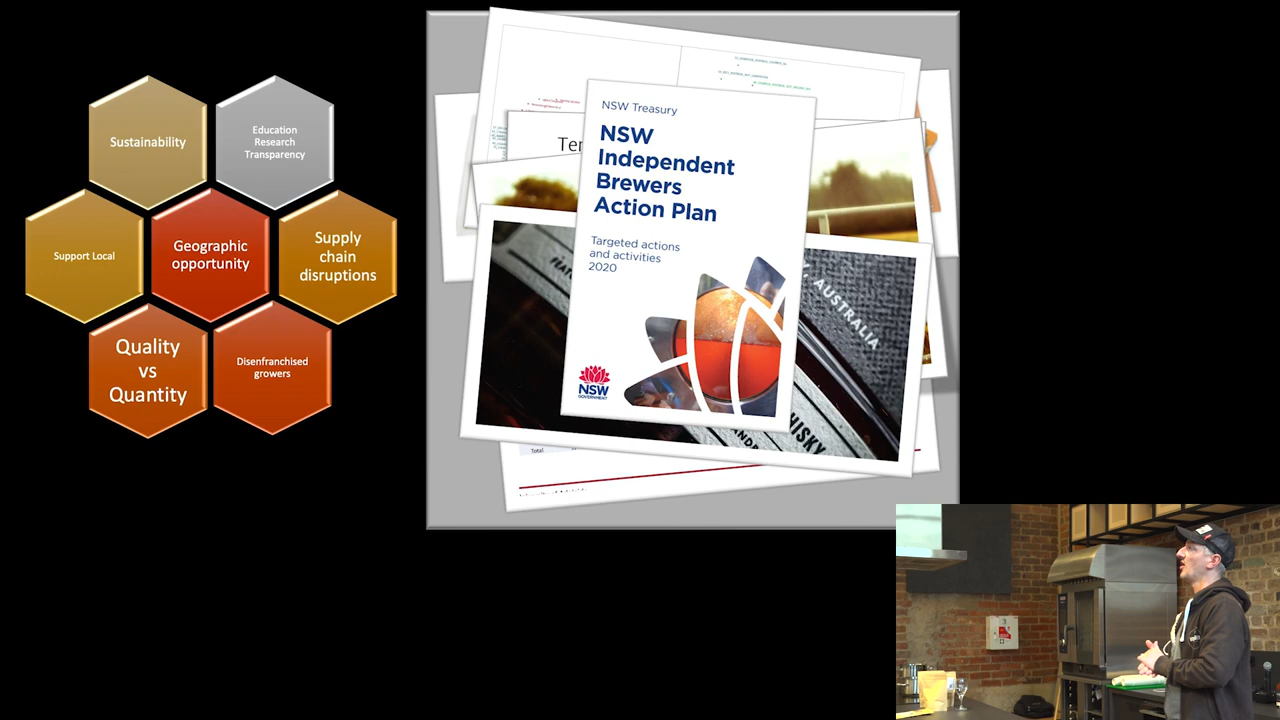 Sustainability
Education
Research
Transparency
Support Local
Geographic
opportunity
Supply
chain
disruptions
Quality
vs
Quantity
Disenfranchised
growers
NSW Treasury
NSW
Independent
Brewers
Action Plan
Targeted actions
and activities
2020
NSW
GOVERNMENT
AUSTRALIA
WHISKY
Total